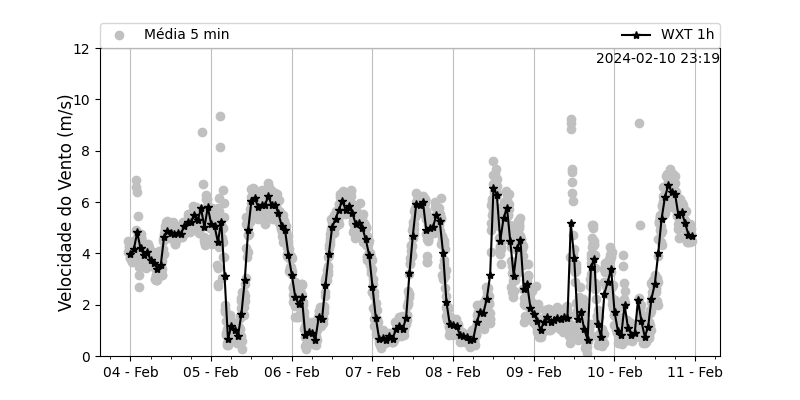 Média 5 min
WXT 1h
2024-02-10 23:19
Velocidade do Vento (m/s)
12
10
8
6
4
2
0
04 - Feb
05 - Feb
06 - Feb
07 - Feb
08 - Feb
09 - Feb
10 - Feb
11 - Feb